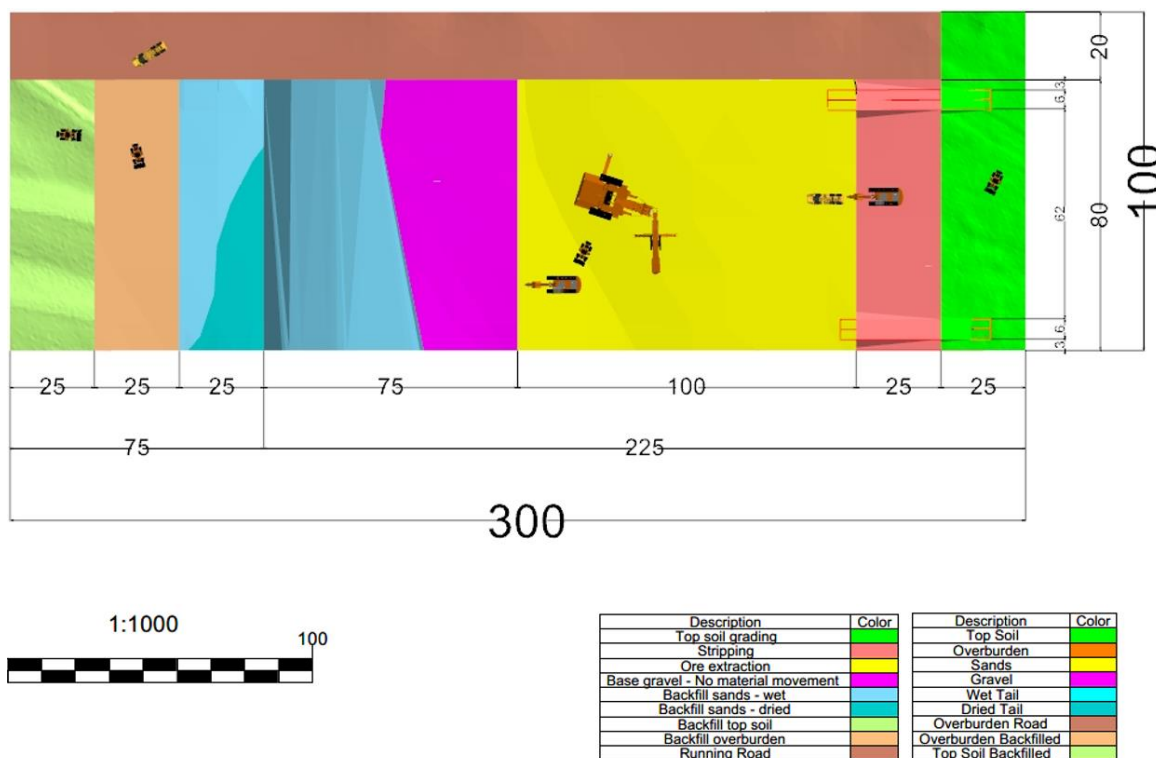 20
6.3
100
62
80
3.6
25 25 25 75 100 25 25
75 225
300
1:1000
100
Description Color
Top soil grading
Stripping
Ore extraction
Base gravel - No material movement
Backfill sands - wet
Backfill sands - dried
Backfill top soil
Backfill overburden
Running Road
Description Color
Top Soil
Overburden
Sands
Gravel
Wet Tail
Dried Tail
Overburden Road
Overburden Backfilled
Top Soil Backfilled